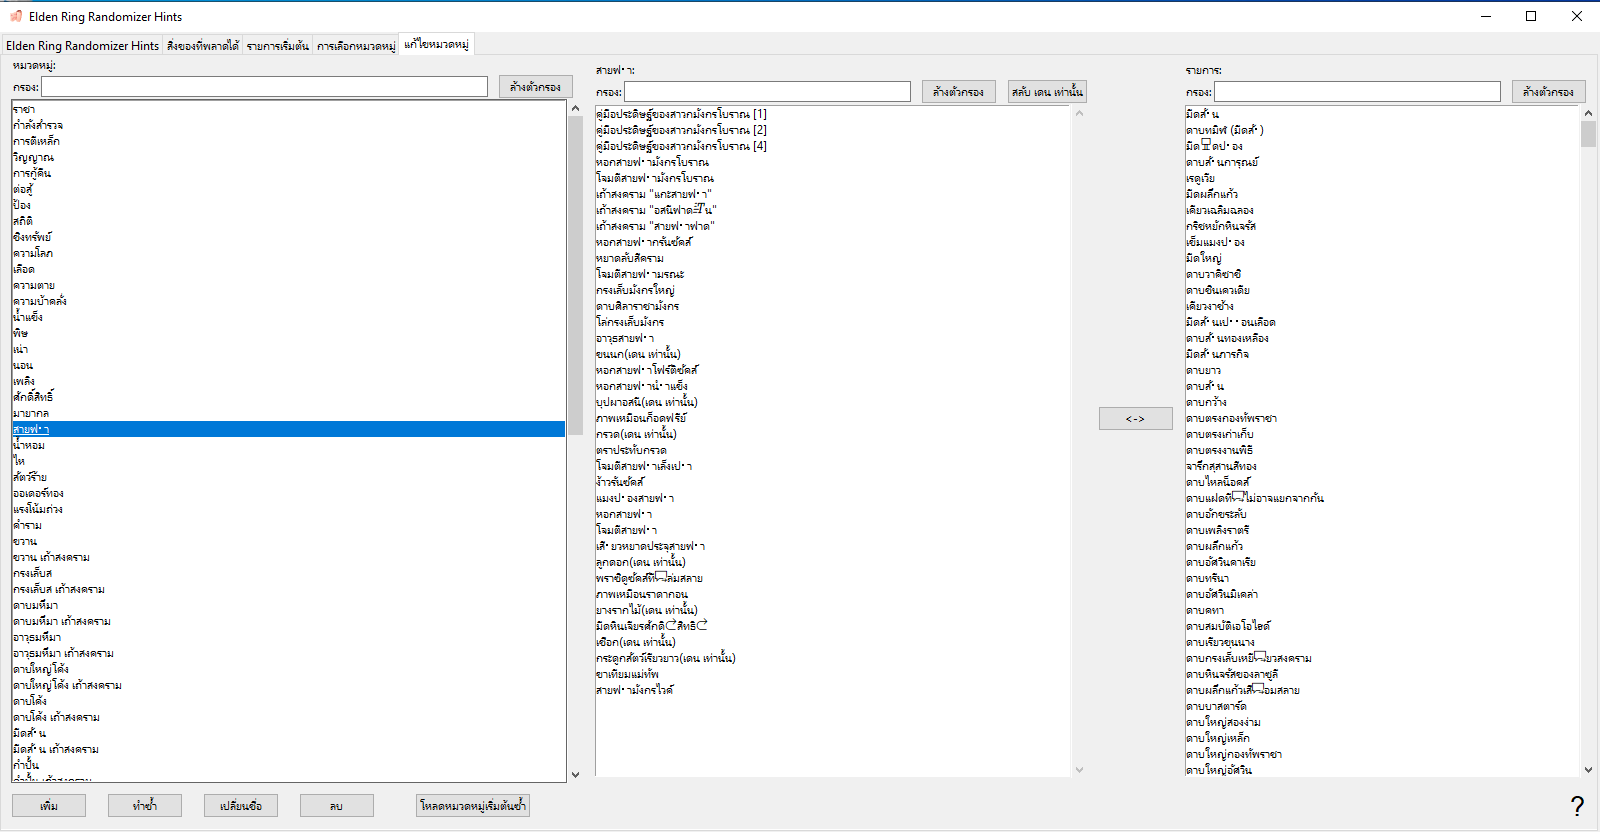 Elden Ring Randomizer Hints
Elden Ring Randomizer Hints
สิ่งของที่พลาดได้
รายการเริ่มต้น
การเลือกหมวดหมู่
แก้ไขหมวดหมู่
หมวดหมู่:
กรอง:
ล้างตัวกรอง
ราชา
กำลังสำรวจ
การตีเหล็ก
วิญญาณ
การกู้คืน
ต่อสู้
ป้อง
สถิติ
ชิงทรัพย์
ความโลภ
เลือด
ความตาย
ความบ้าคลั่ง
น้ำแข็ง
พิษ
เน่า
นอน
เพลิง
ศักดิ์สิทธิ์
มายากล
สายฟ้า
น้ำหอม
ไห
สัตว์ร้าย
ออเดอร์ทอง
แรงโน้มถ่วง
คำราม
ขวาน
ขวาน เถ้าสงคราม
กรงเล็บส
กรงเล็บส เถ้าสงคราม
ดาบมหึมา
ดาบมหึมา เถ้าสงคราม
อาวุธมหึมา
อาวุธมหึมา เถ้าสงคราม
ดาบใหญ่โค้ง
ดาบใหญ่โค้ง เถ้าสงคราม
ดาบโค้ง
ดาบโค้ง เถ้าสงคราม
มีดสั้น
มีดสั้น เถ้าสงคราม
กำปั้น
กำปั้น เถ้าสงคราม
เพิ่ม
ทำซ้ำ
เปลี่ยนชื่อ
ลบ
โหลดหมวดหมู่เริ่มต้นซ้ำ
สายฟ้า:
กรอง:
ล้างตัวกรอง
สลับ เดน เท่านั้น
คู่มือประดิษฐ์ของสาวกมังกรโบราณ [1]
คู่มือประดิษฐ์ของสาวกมังกรโบราณ [2]
คู่มือประดิษฐ์ของสาวกมังกรโบราณ [4]
หอกสายฟ้ามังกรโบราณ
โจมตีสายฟ้ามังกรโบราณ
เถ้าสงคราม "แกะสายฟ้า"
เถ้าสงคราม "อสนีฟาดฟื้น"
เถ้าสงคราม "สายฟ้าฟาด"
หอกสายฟ้ากรันซัคส์
หยาดลับสีคราม
โจมตีสายฟ้ามรณะ
กรงเล็บมังกรใหญ่
ดาบศิลาราชามังกร
โล่กรงเล็บมังกร
อาวุธสายฟ้า
ขนนก(เดน เท่านั้น)
หอกสายฟ้าโฟร์ติซัคส์
หอกสายฟ้าน้ำแข็ง
บุปผาอสนี(เดน เท่านั้น)
ภาพเหมือนก็อดฟรีย์
กรวด(เดน เท่านั้น)
ตราประทับกรวด
โจมตีสายฟ้าเล็งเป้า
ง้าวรันซัคส์
แมงป่องสายฟ้า
หอกสายฟ้า
โจมตีสายฟ้า
เสี้ยวหยาดประจุสายฟ้า
ลูกดอก(เดน เท่านั้น)
พราซิดูซัคส์ที่ล่มสลาย
ภาพเหมือนราดากอน
ยางรากไม้(เดน เท่านั้น)
มีดหินเจียรศักดิ์สิทธิ์
เชือก(เดน เท่านั้น)
กระดูกสัตว์เรียวยาว(เดน เท่านั้น)
ขาเทียมแม่ทัพ
สายฟ้ามังกรไวค์
<->
รายการ:
กรอง:
ล้างตัวกรอง
มีดสั้น
ดาบทมิฬ (มีดสั้)
มีดปิดป้อง
ดาบสั้นการุณย์
เรดูเวีย
มีดผลึกแก้ว
เคียวเฉลิมฉลอง
กริชหยักหินจรัส
เข็มแมงป่อง
มีดใหญ่
ดาบวาคิซาชิ
ดาบชินเควเดีย
เคียวงาช้าง
มีดสั้นเปื้อนเลือด
ดาบสั้นทองเหลือง
มีดสั้นภารกิจ
ดาบยาว
ดาบสั้น
ดาบกว้าง
ดาบตรงกองทัพราชา
ดาบตรงเก่าเก็บ
ดาบตรงงานพิธี
จารึกสุสานสีทอง
ดาบไหลน็อคส์
ดาบแฝดที่ไม่อาจแยกจากกัน
ดาบอักขระลับ
ดาบเพลิงราตรี
ดาบผลึกแก้ว
ดาบอัศวินคาเรีย
ดาบทรีนา
ดาบอัศวินมิเคล่า
ดาบคทา
ดาบสมบัติเอโอไฮด์
ดาบเรียวขุนนาง
ดาบกรงเล็บเหยี่ยวสงคราม
ดาบหินจรัสของลาซูลี
ดาบผลึกแก้วเสื่อมสลาย
ดาบบาสตาร์ด
ดาบใหญ่สองง่าม
ดาบใหญ่เหล็ก
ดาบใหญ่กองทัพราชา
ดาบใหญ่อัศวิน
?